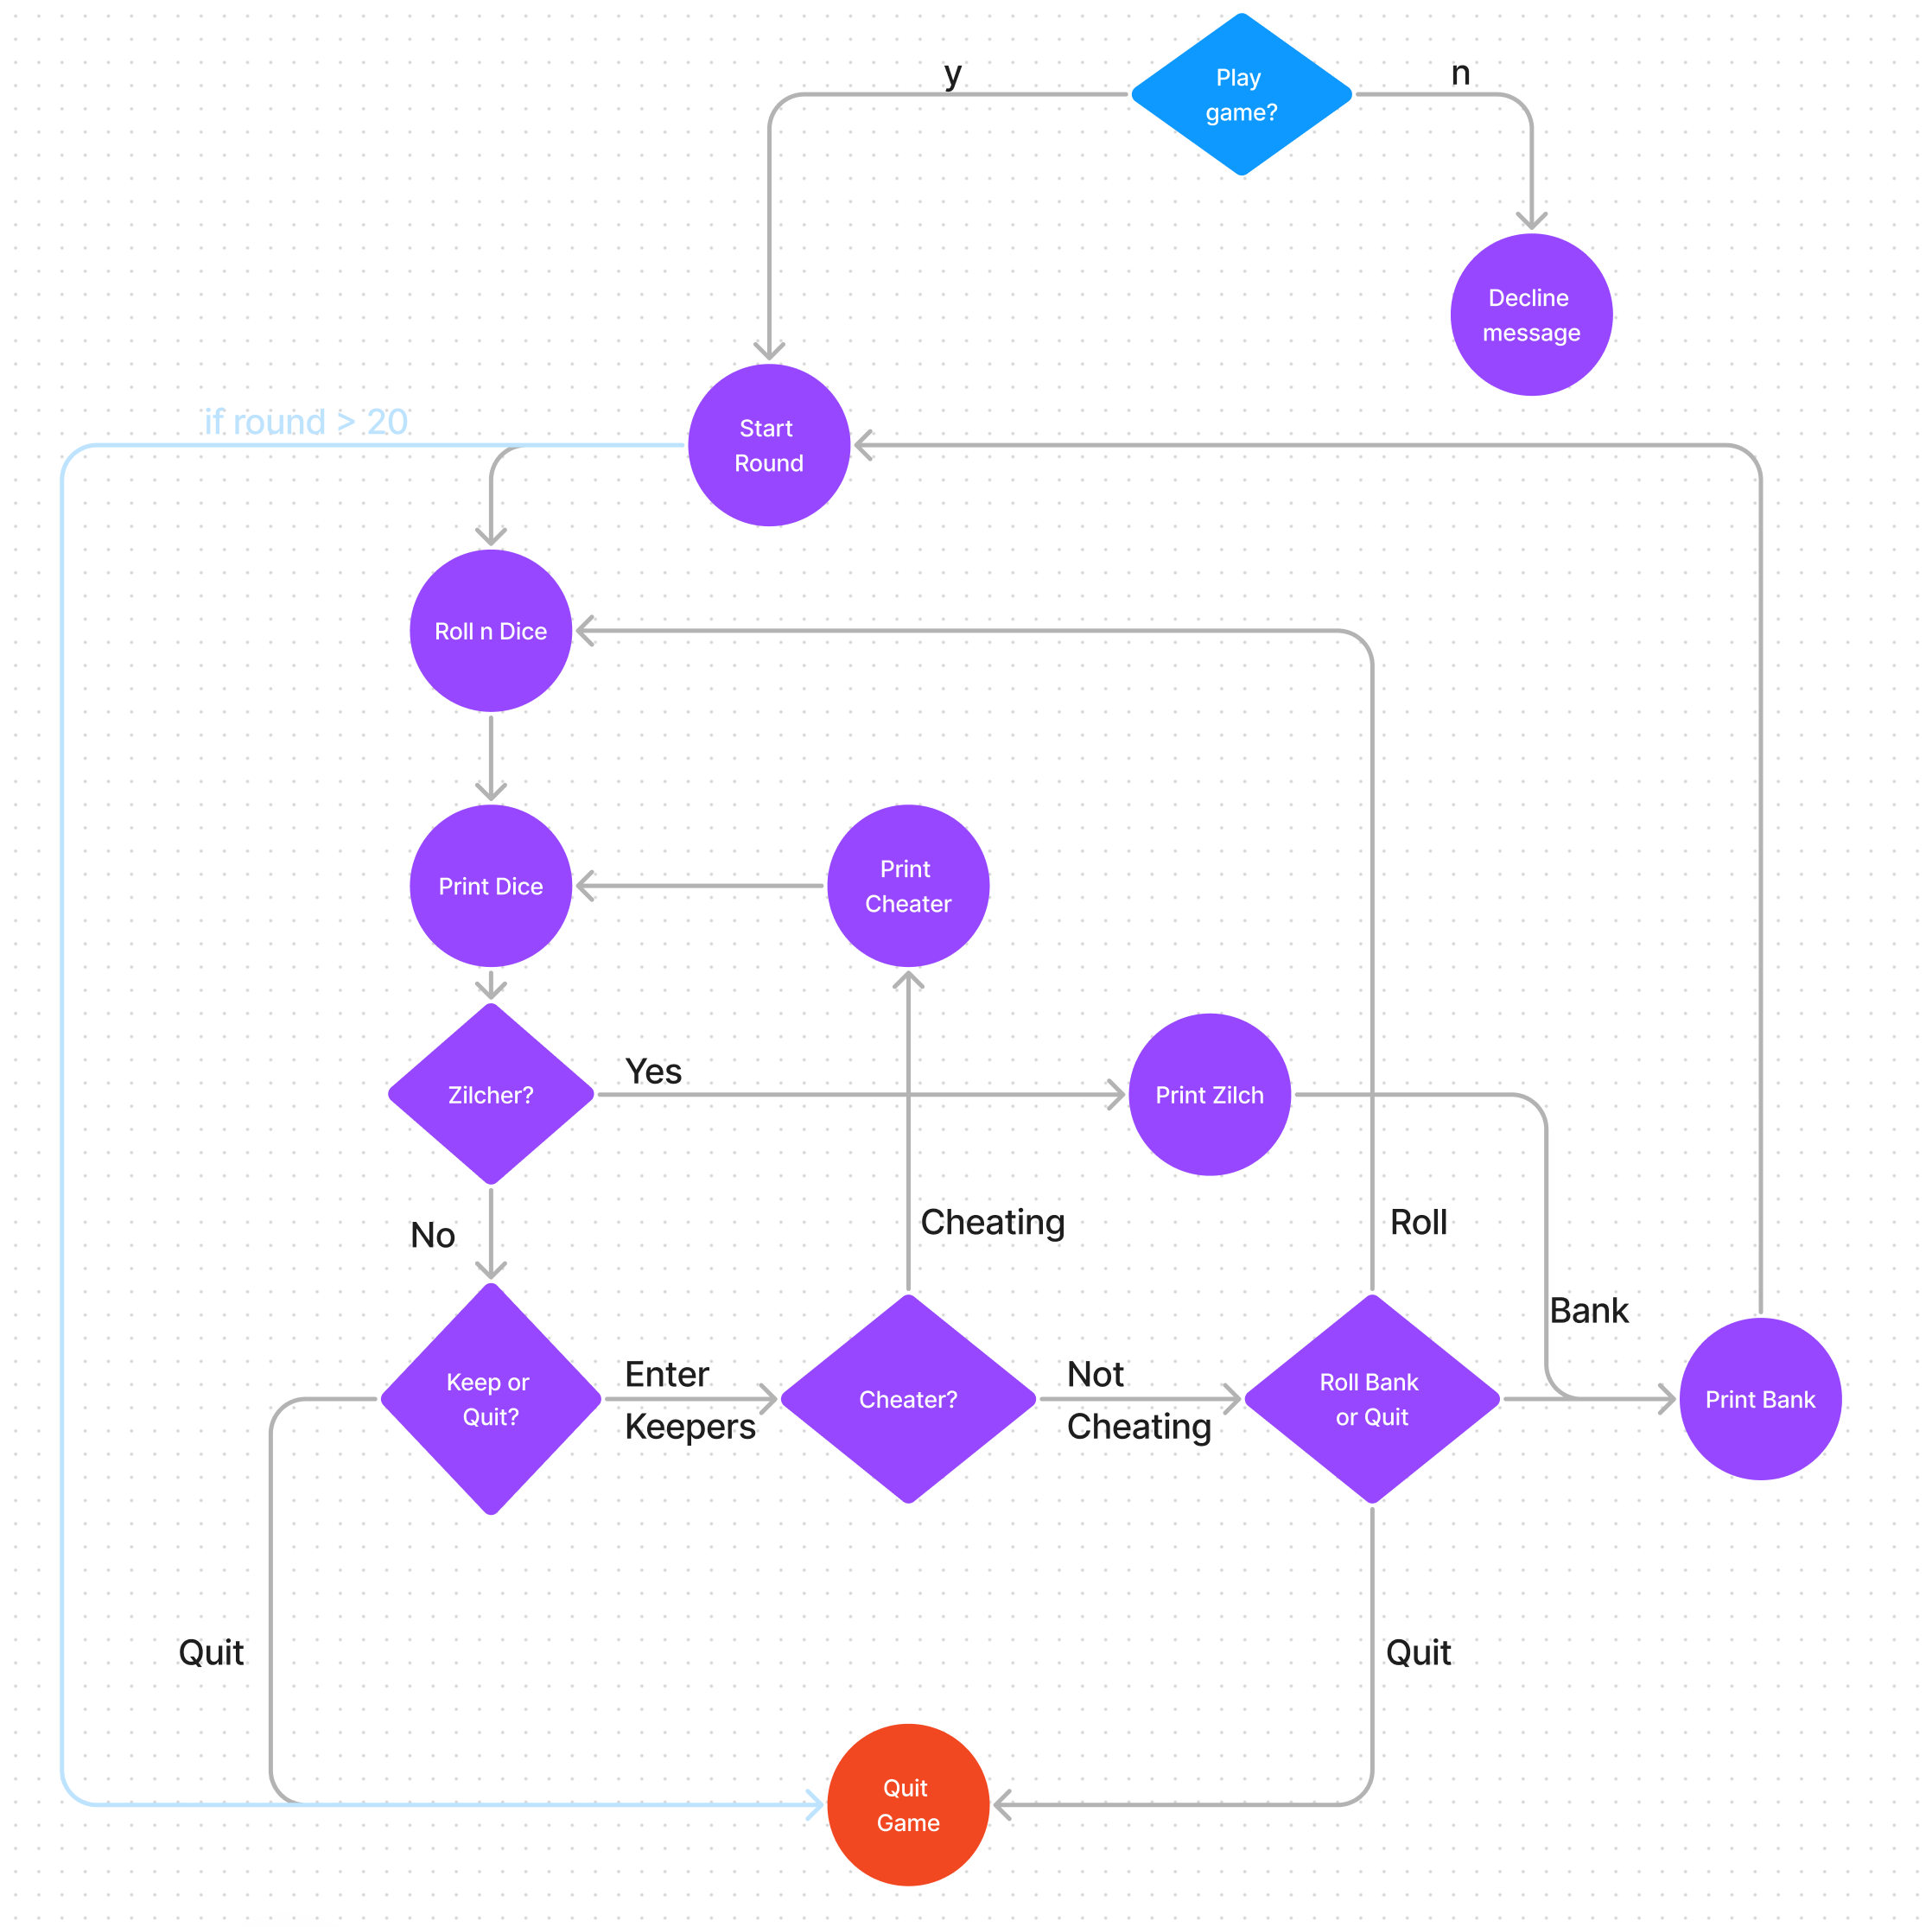 y
Play
game?
n
Decline
message
if round > 20
Start
Round
Roll n Dice
Print Dice
Print
Cheater
Zilcher?
Yes
Print Zilch
No
Cheating
Roll
Bank
Keep or
Quit?
Enter
Keepers
Cheater?
Not
Cheating
Roll Bank
or Quit
Print Bank
Quit
Quit
Quit
Game